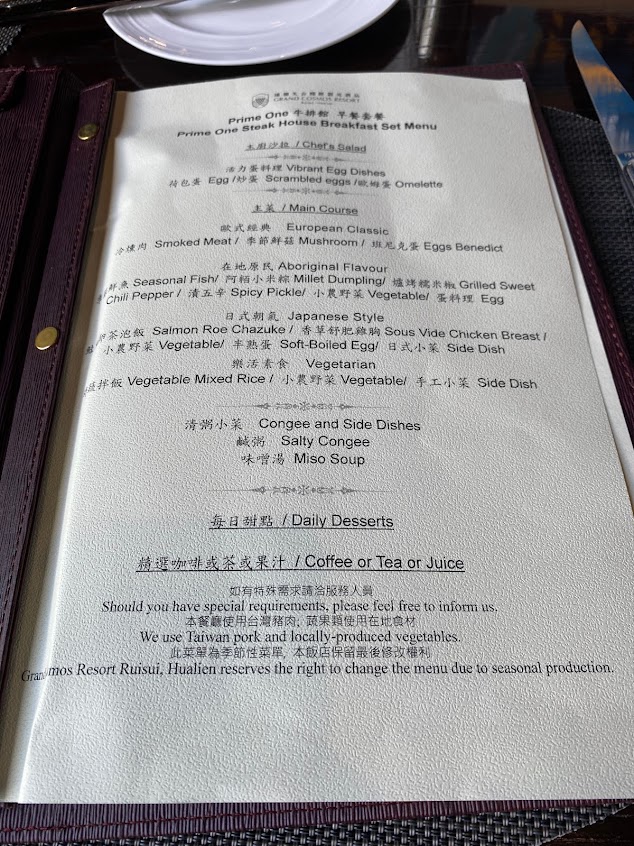 GRAND COSMOS RESORT
Prime One 牛排館 早餐套餐
Prime One Steak House Breakfast Set Menu
主廚沙拉 / Chef's Salad
活力蛋料理 Vibrant Egg Dishes
荷包蛋 Egg /炒蛋 Scrambled eggs /歐姆蛋 Omelette
主菜 / Main Course
歐式經典 European Classic
冷燻肉 Smoked Meat / 季節鮮菇 Mushroom / 班尼克蛋 Eggs Benedict
在地原民 Aboriginal Flavour
鮮魚 Seasonal Fish/ 阿粨小米粽 Millet Dumpling/ 爐烤糯米椒 Grilled Sweet
Chili Pepper / 漬五辛 Spicy Pickle/ 小農野菜 Vegetable/ 蛋料理 Egg
日式朝氣 Japanese Style
茶泡飯 Salmon Roe Chazuke / 香草舒肥雞胸 Sous Vide Chicken Breast /
小農野菜 Vegetable/ 半熟蛋 Soft-Boiled Egg/ 日式小菜 Side Dish
樂活素食 Vegetarian
拌飯 Vegetable Mixed Rice / 小農野菜 Vegetable/ 手工小菜 Side Dish
清粥小菜 Congee and Side Dishes
鹹粥 Salty Congee
味噌湯 Miso Soup
每日甜點 / Daily Desserts
精選咖啡或茶或果汁 / Coffee or Tea or Juice
如有特殊需求請洽服務人員
Should you have special requirements, please feel free to inform us.
本餐廳使用台灣豬肉; 蔬果類使用在地食材
We use Taiwan pork and locally-produced vegetables.
此菜單為季節性菜單, 本飯店保留最後修改權利
Resort Ruisui, Hualien reserves the right to change the menu due to seasonal production.